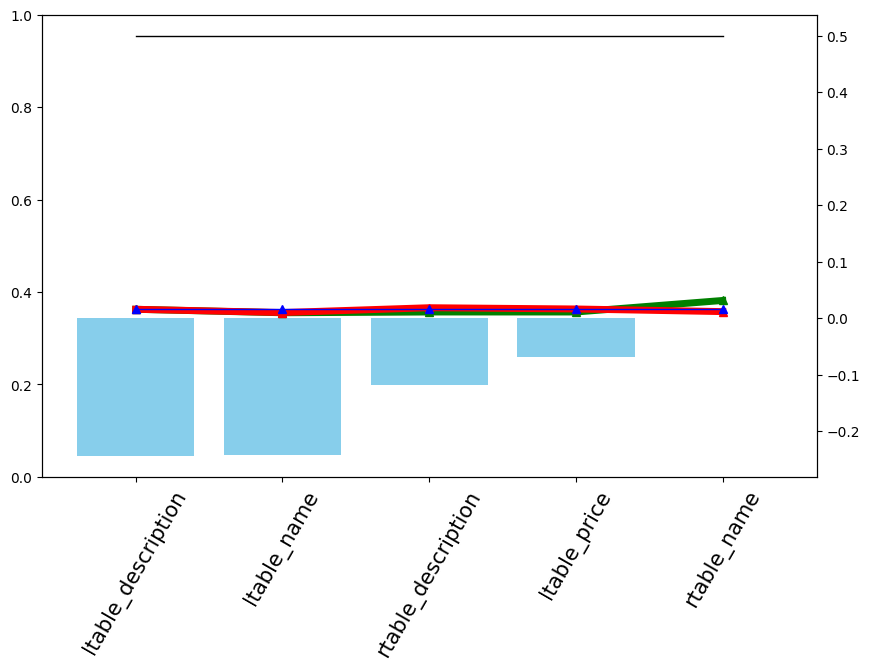 1.0
0.8
0.6
0.4
0.2
0.0
0.5
0.4
0.3
0.2
0.1
0.0
−0.1
−0.2
ltable_description
ltable_name
rtable_description
ltable_price
rtable_name